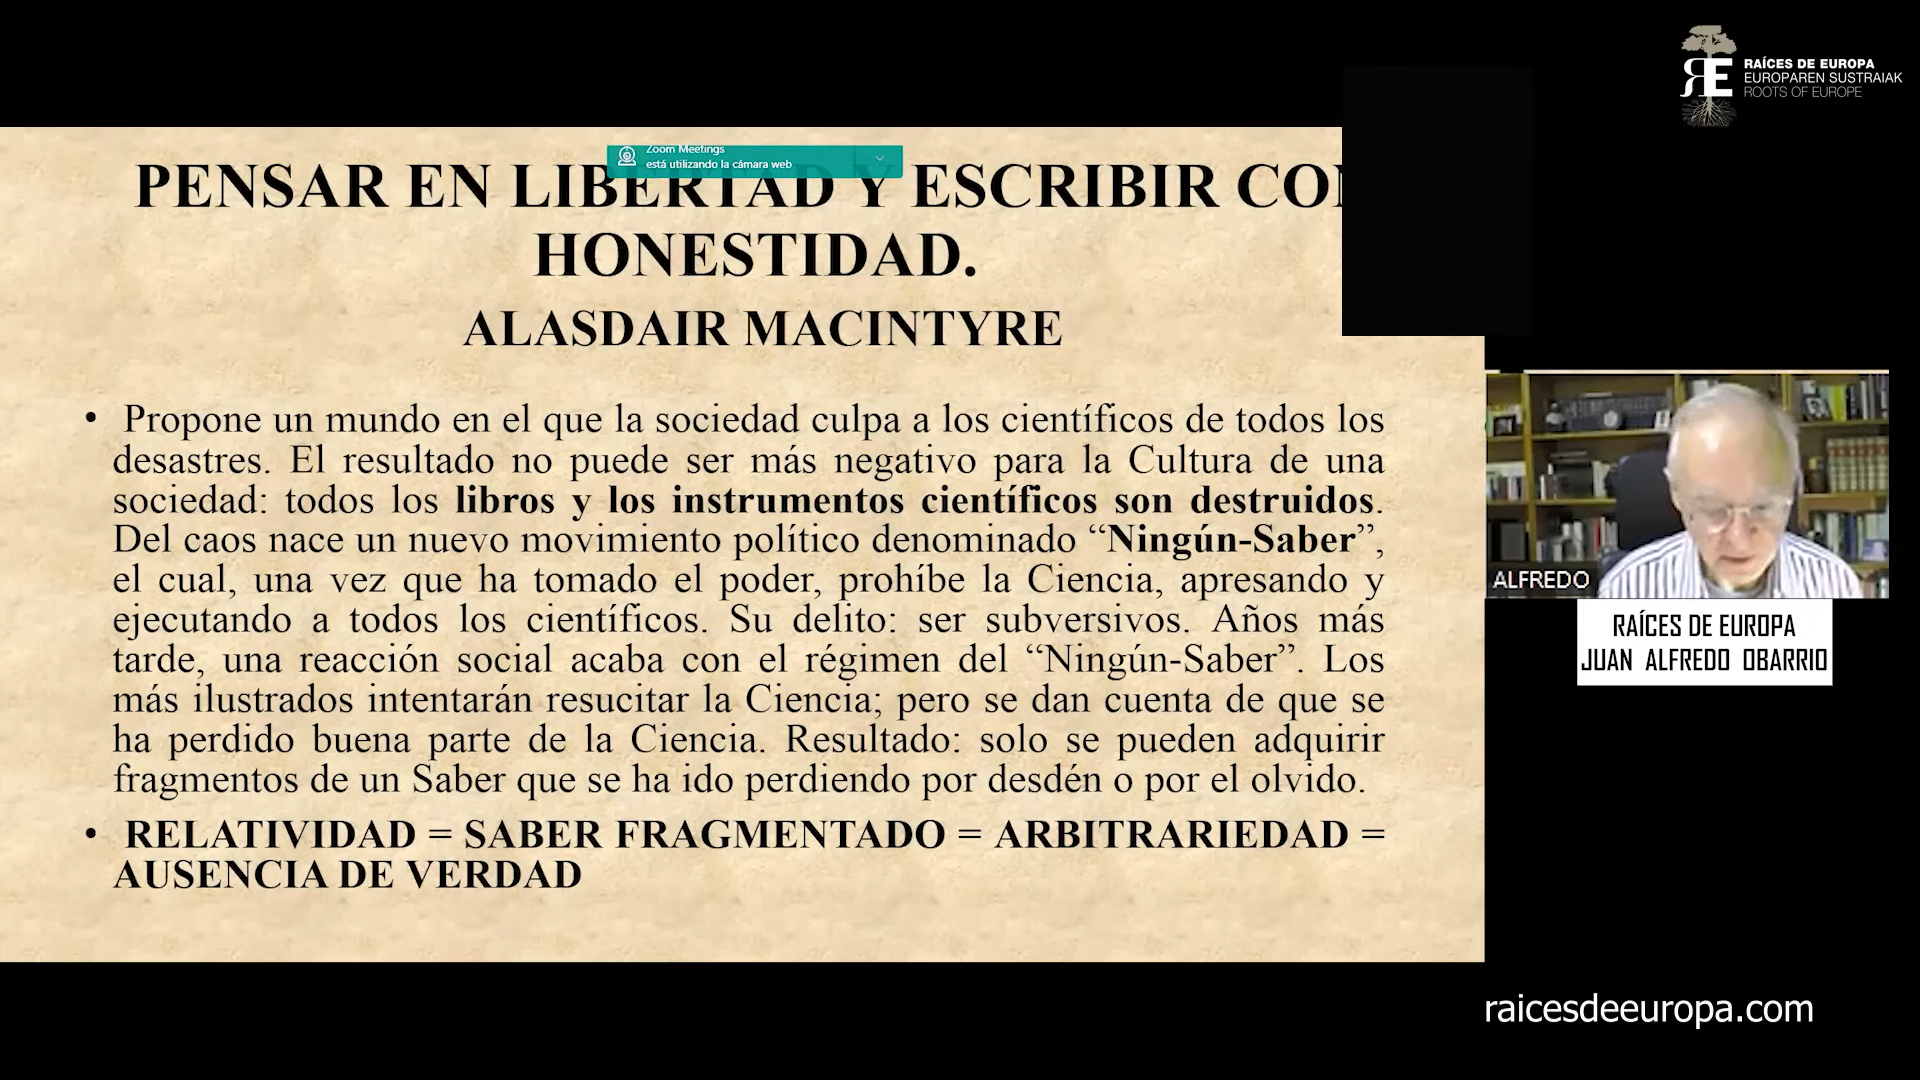 RAÍCES DE EUROPA
EUROPAREN SUSTRAIAK
ROOTS OF EUROPE
Zoom Meetings
está utilizando la cámara web
PENSAR EN LIBERTAD Y ESCRIBIR CON
HONESTIDAD.
ALASDAIR MACINTYRE
• Propone un mundo en el que la sociedad culpa a los científicos de todos los
desastres. El resultado no puede ser más negativo para la Cultura de una
sociedad: todos los libros y los instrumentos científicos son destruidos.
Del caos nace un nuevo movimiento político denominado “Ningún-Saber”,
el cual, una vez que ha tomado el poder, prohíbe la Ciencia, apresando y
ejecutando a todos los científicos. Su delito: ser subversivos. Años más
tarde, una reacción social acaba con el régimen del “Ningún-Saber”. Los
más ilustrados intentarán resucitar la Ciencia; pero se dan cuenta de que se
ha perdido buena parte de la Ciencia. Resultado: solo se pueden adquirir
fragmentos de un Saber que se ha ido perdiendo por desdén o por el olvido.
• RELATIVIDAD = SABER FRAGMENTADO = ARBITRARIEDAD =
AUSENCIA DE VERDAD
ALFREDO
RAÍCES DE EUROPA
JUAN ALFREDO OBARRIO
raicesdeeuropa.com